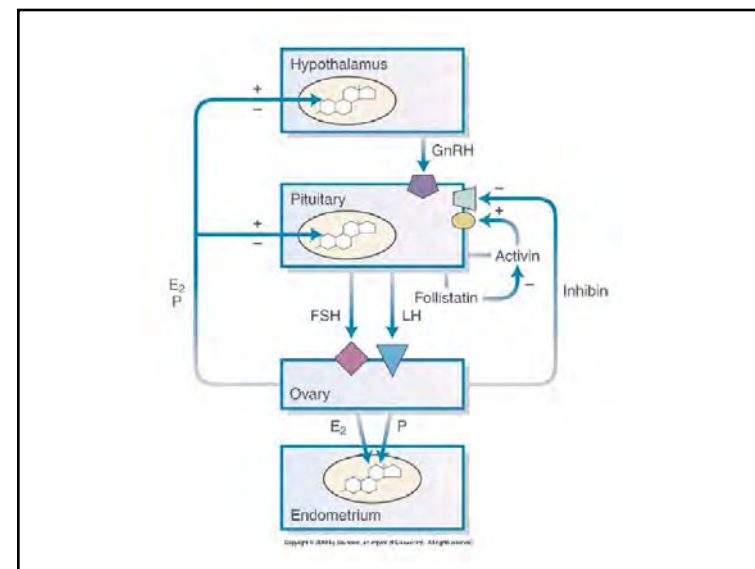 Hypothalamus
+
−
GnRH
Pituitary
−
+
+
−
Activin
E₂
P
Follistatin
−
Inhibin
FSH
LH
Ovary
E₂
P
Endometrium